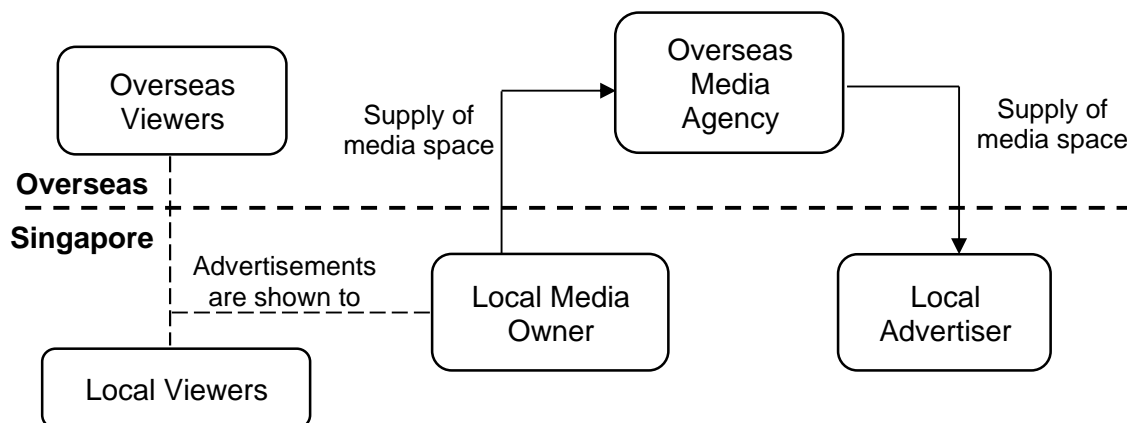 Overseas
Viewers
Supply of
media space
Overseas
Media
Agency
Supply of
media space
Overseas
Singapore
Advertisements
are shown to
Local Media
Owner
Local
Advertiser
Local Viewers